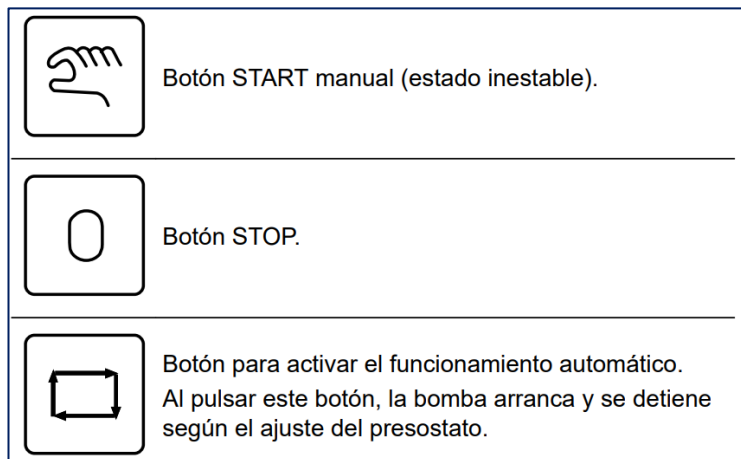 Botón START manual (estado inestable).
Botón STOP.
Botón para activar el funcionamiento automático.
Al pulsar este botón, la bomba arranca y se detiene
según el ajuste del presostato.